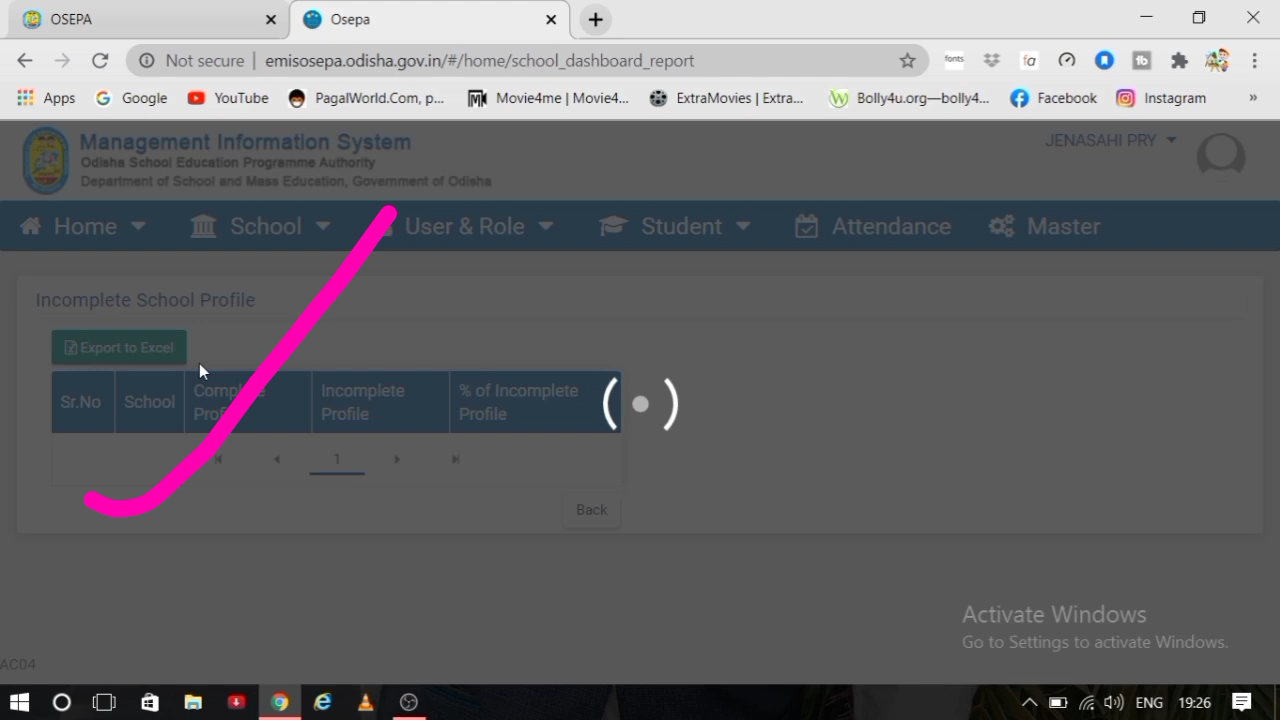 OSEPA
Osepa
Not secure | emisosepa.odisha.gov.in/#/home/school_dashboard_report
fonts
fa
Apps Google YouTube PagalWorld.Com, p... Movie4me | Movie4... ExtraMovies | Extra... Bolly4u.org—bolly4... Facebook Instagram »
Management Information System
Odisha School Education Programme Authority
Department of School and Mass Education, Government of Odisha
JENASAHI PRY
Home School User & Role Student Attendance Master
Incomplete School Profile
Export to Excel
Sr.No School Complete Profile Incomplete Profile % of Incomplete Profile
1
Back
Activate Windows
Go to Settings to activate Windows.
AC04
ENG 19:26